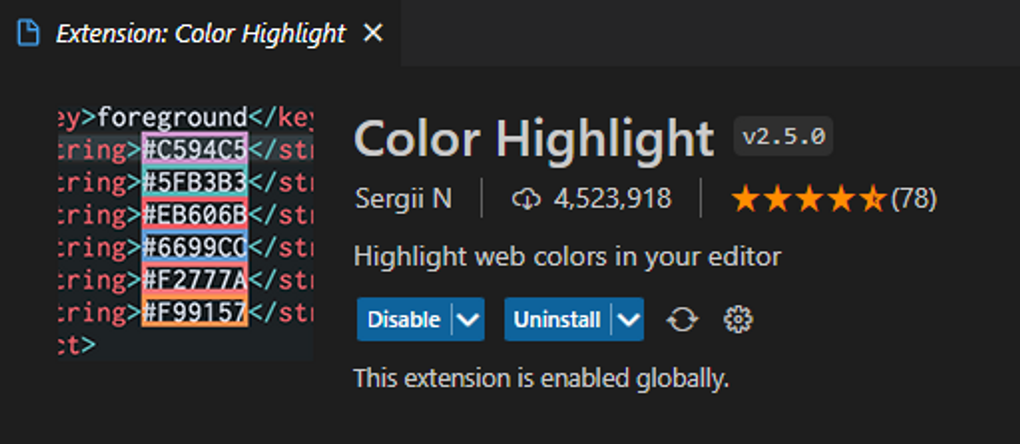 Extension: Color Highlight
ey>foreground</key
tring>#C594C5</str
tring>#5FB3B3</str
tring>#EB606B</str
tring>#6699CC</str
tring>#F2777A</str
tring>#F99157</str
ct>
Color Highlight v2.5.0
Sergii N 4,523,918 (78)
Highlight web colors in your editor
Disable Uninstall
This extension is enabled globally.